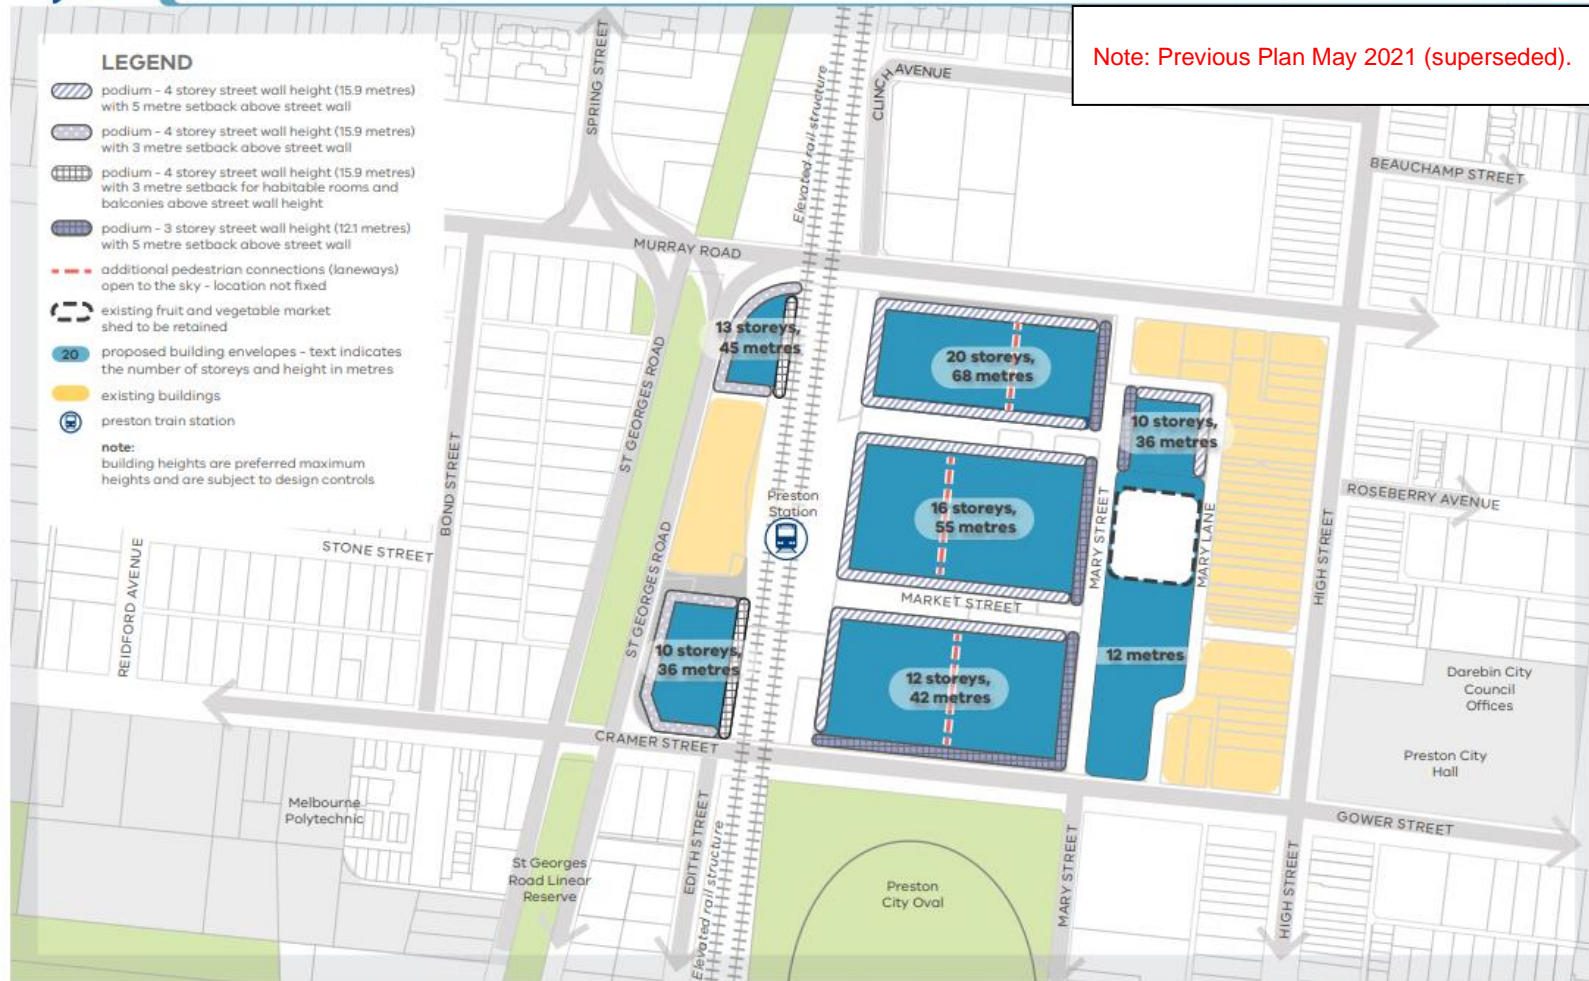 Note: Previous Plan May 2021 (superseded).
LEGEND
podium - 4 storey street wall height (15.9 metres)
with 5 metre setback above street wall
podium - 4 storey street wall height (15.9 metres)
with 3 metre setback above street wall
podium - 4 storey street wall height (15.9 metres)
with 3 metre setback for habitable rooms and
balconies above street wall height
podium - 3 storey street wall height (12.1 metres)
with 5 metre setback above street wall
additional pedestrian connections (laneways)
open to the sky - location not fixed
existing fruit and vegetable market
shed to be retained
20
proposed building envelopes - text indicates
the number of storeys and height in metres
existing buildings
preston train station
note:
building heights are preferred maximum
heights and are subject to design controls
SPRING STREET
Elevated rail structure
CLINCH AVENUE
BEAUCHAMP STREET
MURRAY ROAD
13 storeys,
45 metres
20 storeys,
68 metres
10 storeys,
36 metres
ST GEORGES ROAD
BOND STREET
Preston
Station
16 storeys,
55 metres
MARY STREET
MARY LANE
ROSEBERRY AVENUE
HIGH STREET
STONE STREET
REIDFORD AVENUE
ST GEORGES ROAD
MARKET STREET
10 storeys,
36 metres
12 storeys,
42 metres
12 metres
Darebin City
Council
Offices
CRAMER STREET
Preston City
Hall
Melbourne
Polytechnic
GOWER STREET
St Georges
Road Linear
Reserve
EDITH STREET
Elevated rail structure
Preston
City Oval
MARY STREET
HIGH STREET